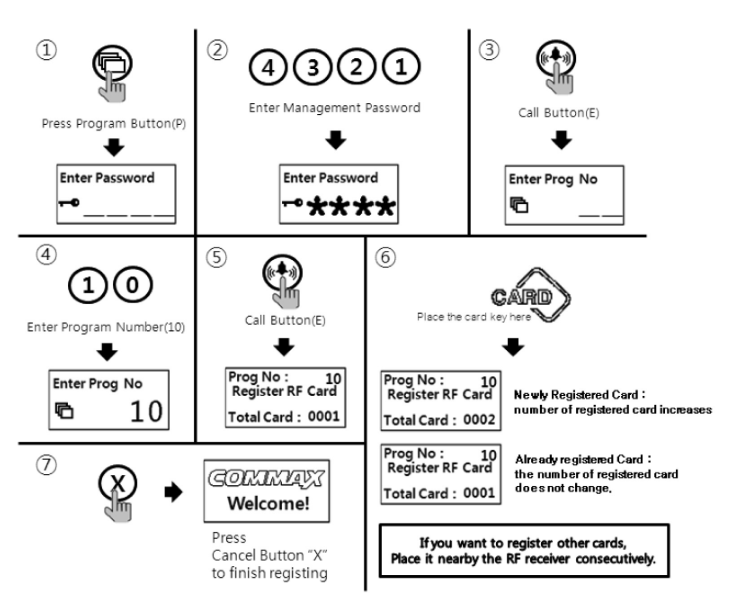 ①
Press Program Button(P)
Enter Password
②
4 3 2 1
Enter Management Password
Enter Password
****
③
Call Button(E)
Enter Prog No
④
1 0
Enter Program Number(10)
Enter Prog No
10
⑤
Call Button(E)
Prog No : 10
Register RF Card
Total Card : 0001
⑥
CARD
Place the card key here
Prog No : 10
Register RF Card
Total Card : 0002
Newly Registered Card :
number of registered card increases
Prog No : 10
Register RF Card
Total Card : 0001
Already registered Card :
the number of registered card
does not change.
If you want to register other cards,
Place it nearby the RF receiver consecutively.
⑦
X
COMMAX
Welcome!
Press
Cancel Button "X"
to finish registing